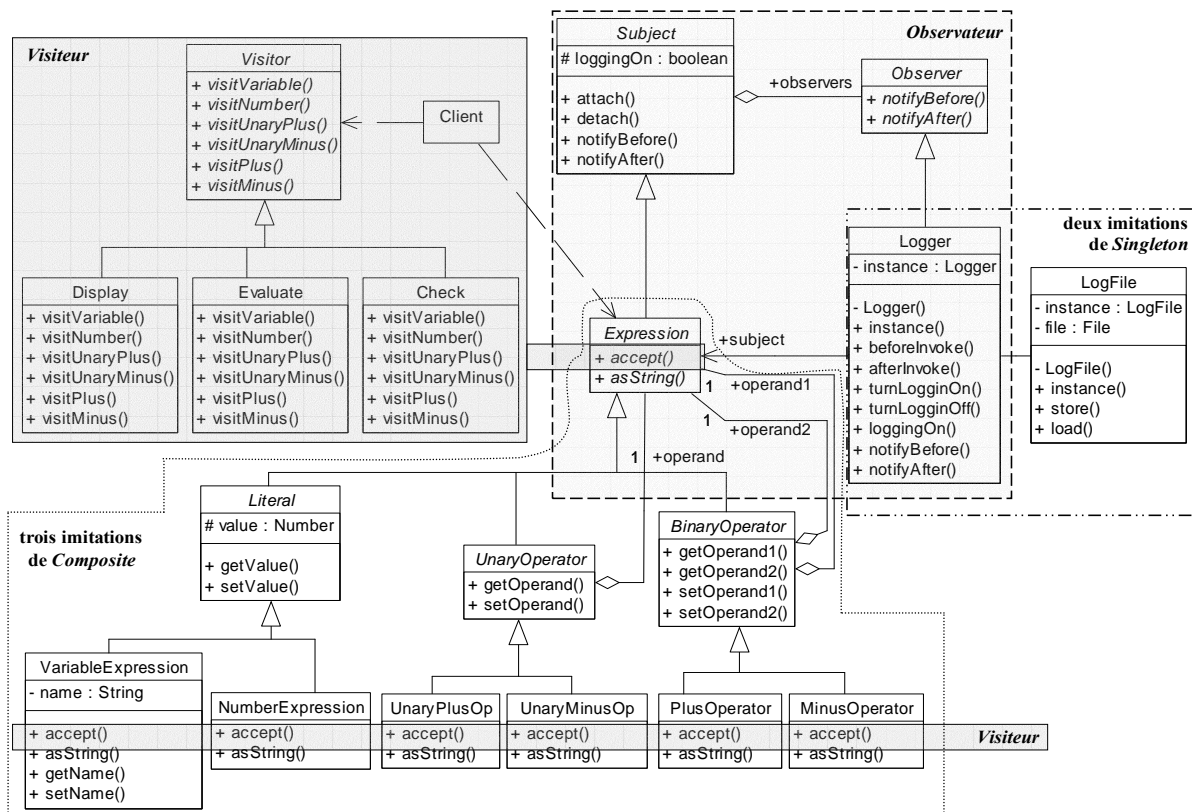 Visiteur
Visitor
+ visitVariable()
+ visitNumber()
+ visitUnaryPlus()
+ visitUnaryMinus()
+ visitPlus()
+ visitMinus()
Client
Display
+ visitVariable()
+ visitNumber()
+ visitUnaryPlus()
+ visitUnaryMinus()
+ visitPlus()
+ visitMinus()
Evaluate
+ visitVariable()
+ visitNumber()
+ visitUnaryPlus()
+ visitUnaryMinus()
+ visitPlus()
+ visitMinus()
Check
+ visitVariable()
+ visitNumber()
+ visitUnaryPlus()
+ visitUnaryMinus()
+ visitPlus()
+ visitMinus()
Observateur
Subject
# loggingOn : boolean
+ attach()
+ detach()
+ notifyBefore()
+ notifyAfter()
+observers
Observer
+ notifyBefore()
+ notifyAfter()
deux imitations
de Singleton
Logger
- instance : Logger
- Logger()
+ instance()
+ beforeInvoke()
+ afterInvoke()
+ turnLogginOn()
+ turnLogginOff()
+ loggingOn()
+ notifyBefore()
+ notifyAfter()
LogFile
- instance : LogFile
- file : File
- LogFile()
+ instance()
+ store()
+ load()
Expression
+ accept()
+ asString()
+subject
1
+operand1
1
+operand2
1
+operand
trois imitations
de Composite
Literal
# value : Number
+ getValue()
+ setValue()
UnaryOperator
+ getOperand()
+ setOperand()
BinaryOperator
+ getOperand1()
+ getOperand2()
+ setOperand1()
+ setOperand2()
VariableExpression
- name : String
+ accept()
+ asString()
+ getName()
+ setName()
NumberExpression
+ accept()
+ asString()
UnaryPlusOp
+ accept()
+ asString()
UnaryMinusOp
+ accept()
+ asString()
PlusOperator
+ accept()
+ asString()
MinusOperator
+ accept()
+ asString()
Visiteur